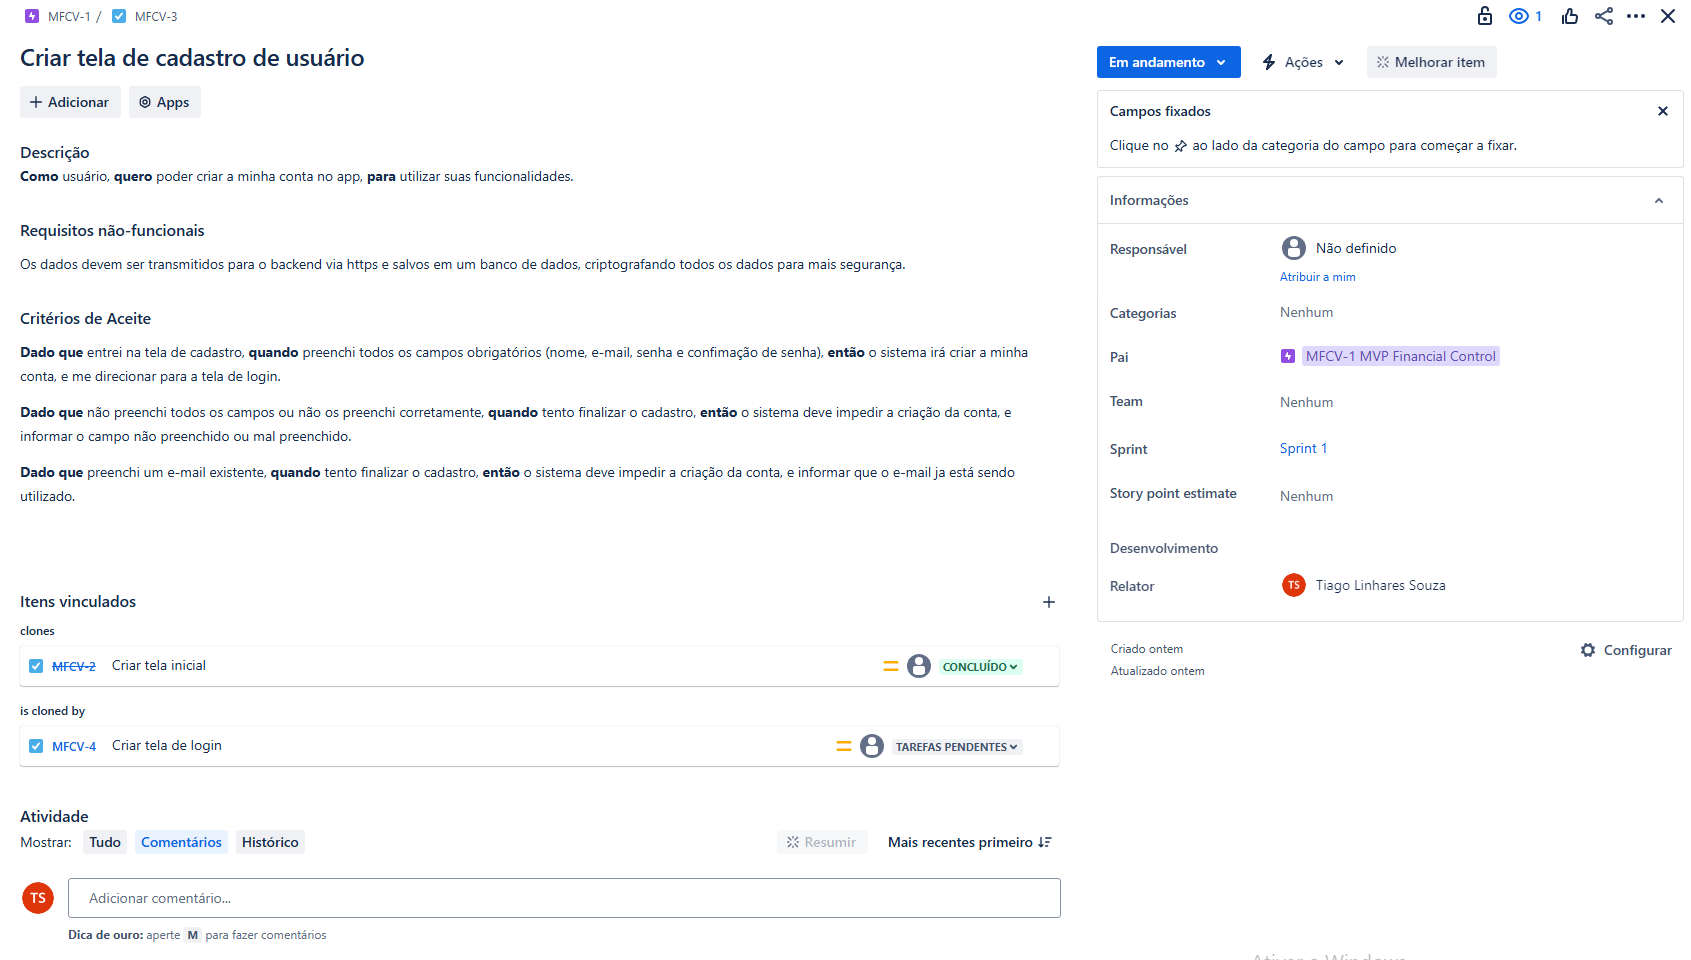 MFCV-1 / MFCV-3
1
Criar tela de cadastro de usuário
Em andamento
Ações
Melhorar item
Adicionar
Apps
Campos fixados
Clique no ao lado da categoria do campo para começar a fixar.
Descrição
Como usuário, quero poder criar a minha conta no app, para utilizar suas funcionalidades.
Requisitos não-funcionais
Os dados devem ser transmitidos para o backend via https e salvos em um banco de dados, criptografando todos os dados para mais segurança.
Critérios de Aceite
Dado que entrei na tela de cadastro, quando preenchi todos os campos obrigatórios (nome, e-mail, senha e confimação de senha), então o sistema irá criar a minha
conta, e me direcionar para a tela de login.
Dado que não preenchi todos os campos ou não os preenchi corretamente, quando tento finalizar o cadastro, então o sistema deve impedir a criação da conta, e
informar o campo não preenchido ou mal preenchido.
Dado que preenchi um e-mail existente, quando tento finalizar o cadastro, então o sistema deve impedir a criação da conta, e informar que o e-mail ja está sendo
utilizado.
Itens vinculados
clones
MFCV-2 Criar tela inicial CONCLUÍDO
is cloned by
MFCV-4 Criar tela de login TAREFAS PENDENTES
Atividade
Mostrar: Tudo Comentários Histórico Resumir Mais recentes primeiro
TS Adicionar comentário...
Dica de ouro: aperte M para fazer comentários
Informações
Responsável Não definido
Atribuir a mim
Categorias Nenhum
Pai MFCV-1 MVP Financial Control
Team Nenhum
Sprint Sprint 1
Story point estimate Nenhum
Desenvolvimento
Relator TS Tiago Linhares Souza
Criado ontem
Atualizado ontem
Configurar